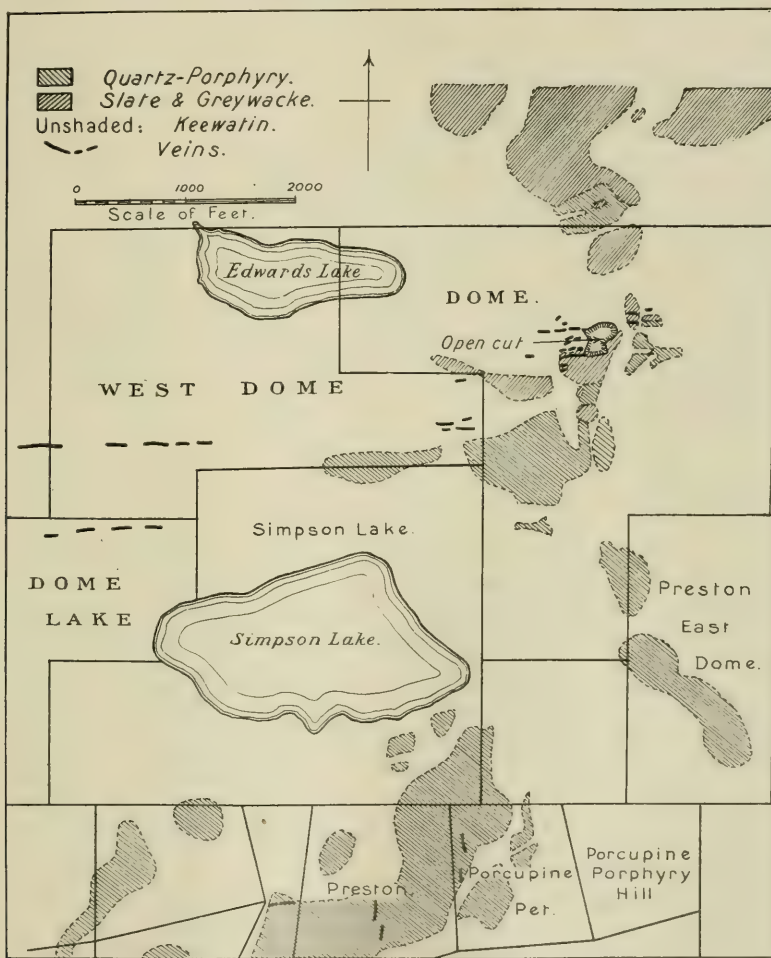 Quartz-Porphyry.
Slate & Greywacke.
Unshaded: Keewatin.
Veins.
0 1000 2000
Scale of Feet.
Edwards Lake
DOME.
Open cut
WEST DOME
Simpson Lake.
DOME
LAKE
Simpson Lake.
Preston
East
Dome.
Preston
Porcupine
Pet.
Porcupine
Porphyry
Hill